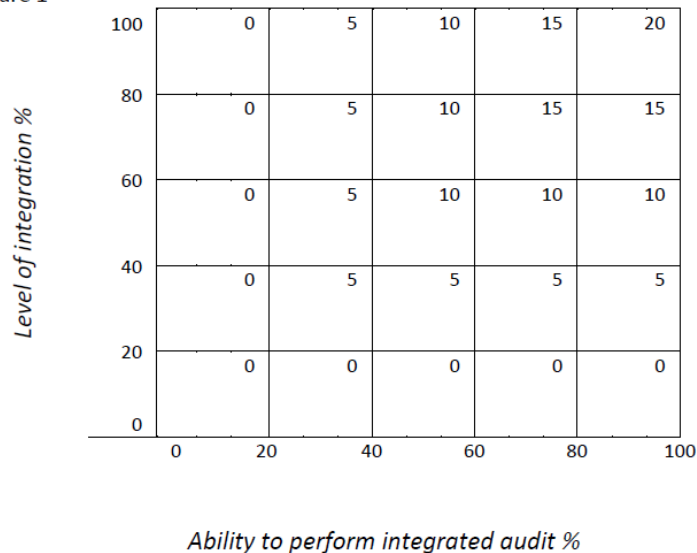 100 0 5 10 15 20
80
0 5 10 15 15
60
0 5 10 10 10
40
0 5 5 5 5
20
0 0 0 0 0
0
0 20 40 60 80 100
Level of integration %
Ability to perform integrated audit %